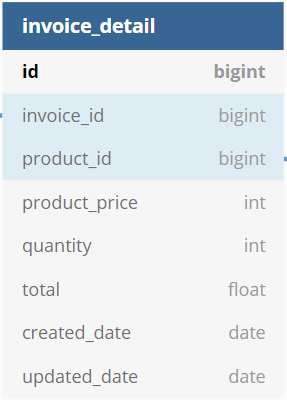 invoice_detail
id bigint
invoice_id bigint
product_id bigint
product_price int
quantity int
total float
created_date date
updated_date date